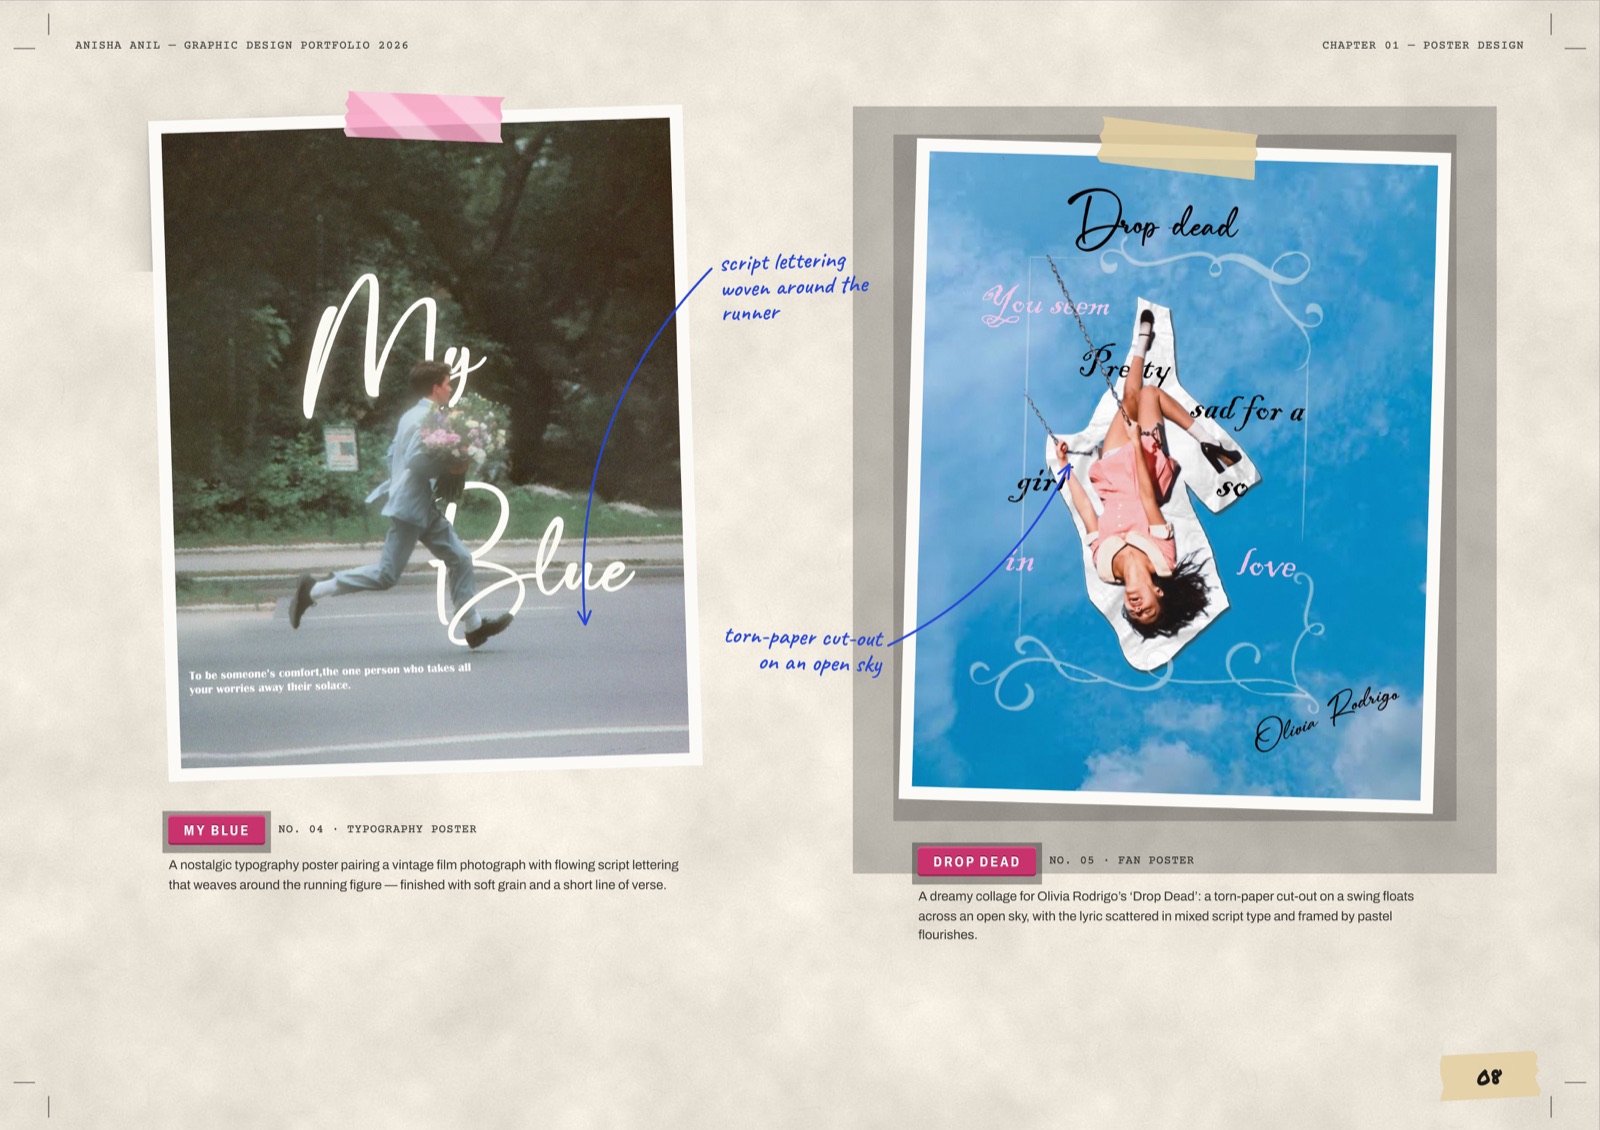 ANISHA ANIL — GRAPHIC DESIGN PORTFOLIO 2026
CHAPTER 01 — POSTER DESIGN
My
Blue
To be someone's comfort,the one person who takes all
your worries away their solace.
script lettering
woven around the
runner
torn-paper cut-out
on an open sky
Drop dead
You seem
Pretty
sad for a
girl
so
in
love
Olivia Rodrigo
MY BLUE
NO. 04 · TYPOGRAPHY POSTER
A nostalgic typography poster pairing a vintage film photograph with flowing script lettering
that weaves around the running figure — finished with soft grain and a short line of verse.
DROP DEAD
NO. 05 · FAN POSTER
A dreamy collage for Olivia Rodrigo's ‘Drop Dead’: a torn-paper cut-out on a swing floats
across an open sky, with the lyric scattered in mixed script type and framed by pastel
flourishes.
08